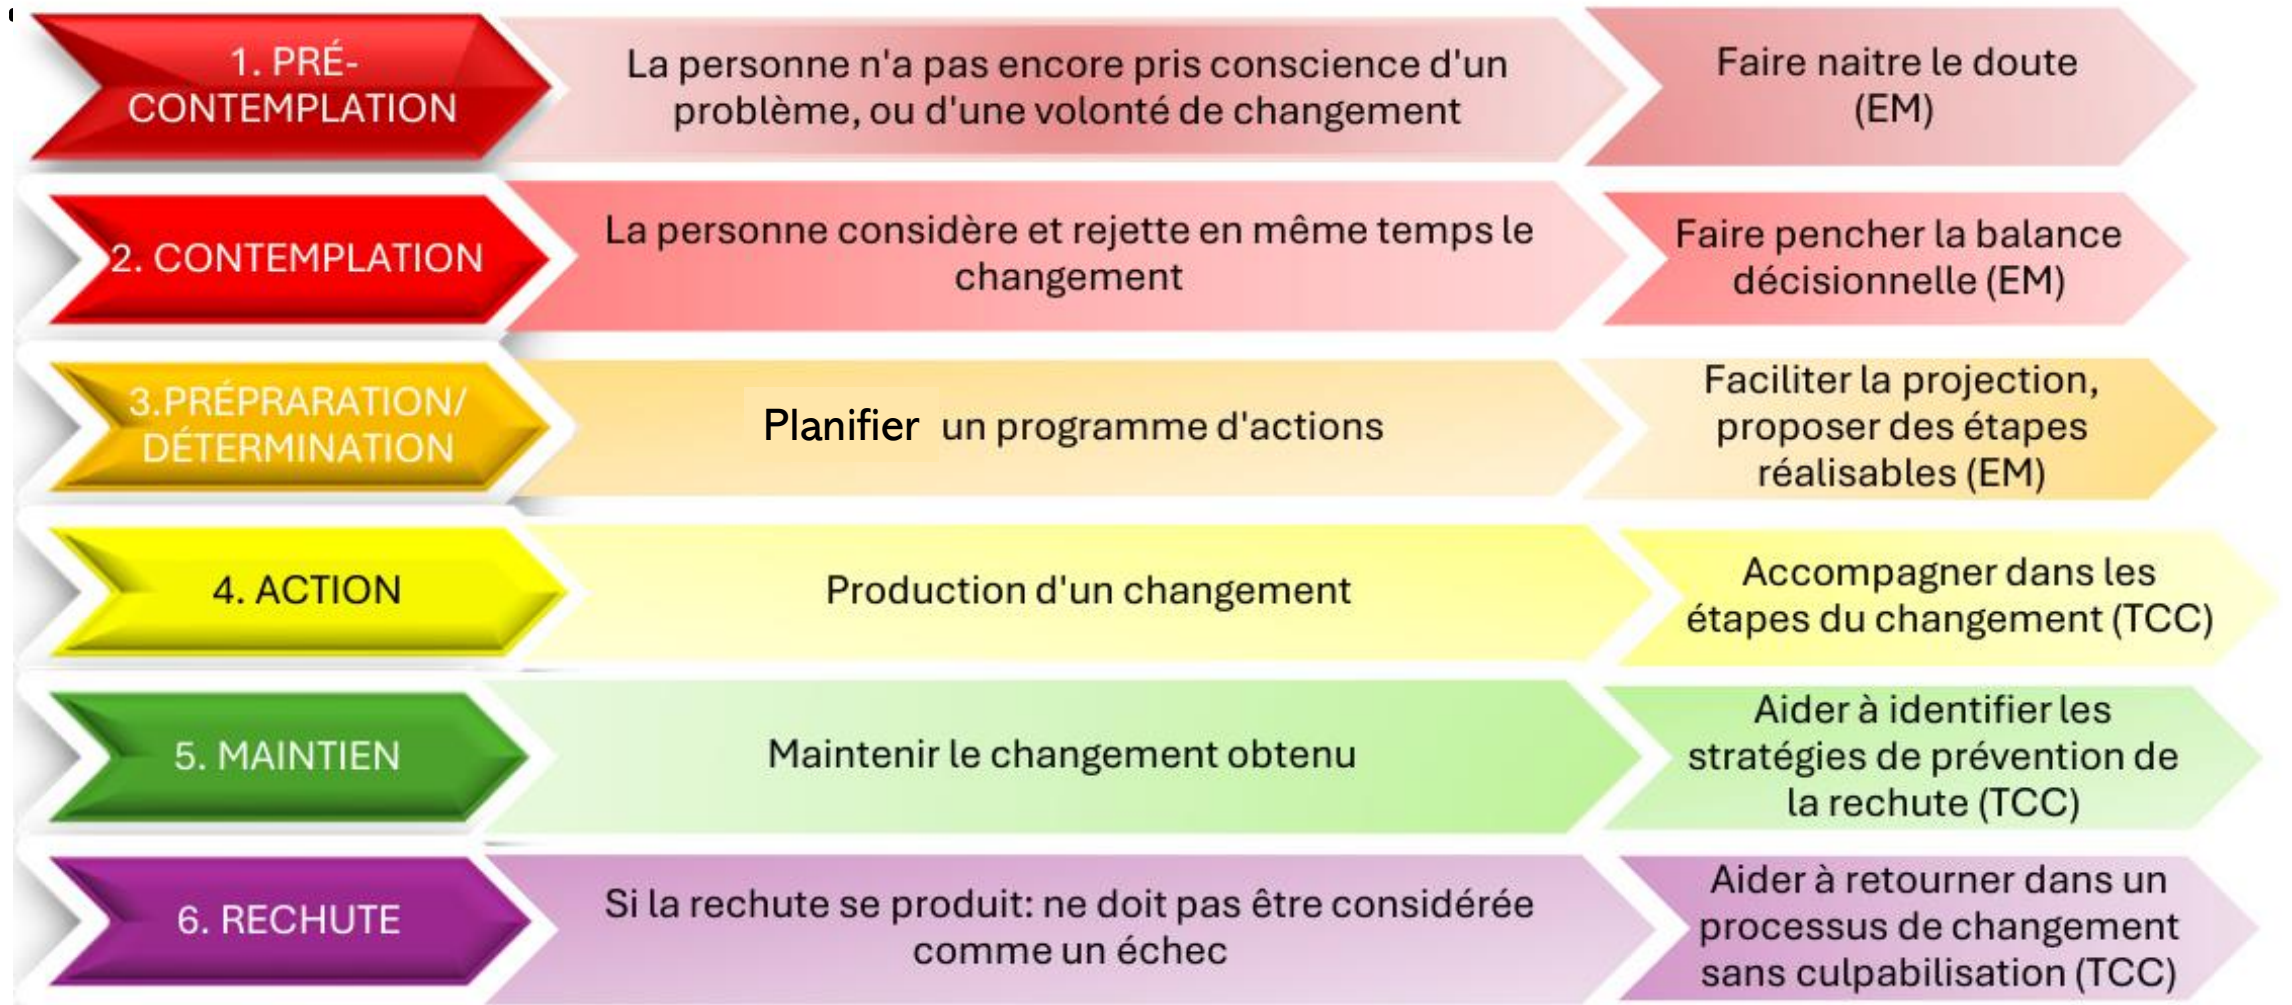 1. PRÉ-
CONTEMPLATION
La personne n'a pas encore pris conscience d'un
problème, ou d'une volonté de changement
Faire naitre le doute
(EM)
2. CONTEMPLATION
La personne considère et rejette en même temps le
changement
Faire pencher la balance
décisionnelle (EM)
3.PRÉPRARATION/
DÉTERMINATION
Planifier un programme d'actions
Faciliter la projection,
proposer des étapes
réalisables (EM)
4. ACTION
Production d'un changement
Accompagner dans les
étapes du changement (TCC)
5. MAINTIEN
Maintenir le changement obtenu
Aider à identifier les
stratégies de prévention de
la rechute (TCC)
6. RECHUTE
Si la rechute se produit: ne doit pas être considérée
comme un échec
Aider à retourner dans un
processus de changement
sans culpabilisation (TCC)